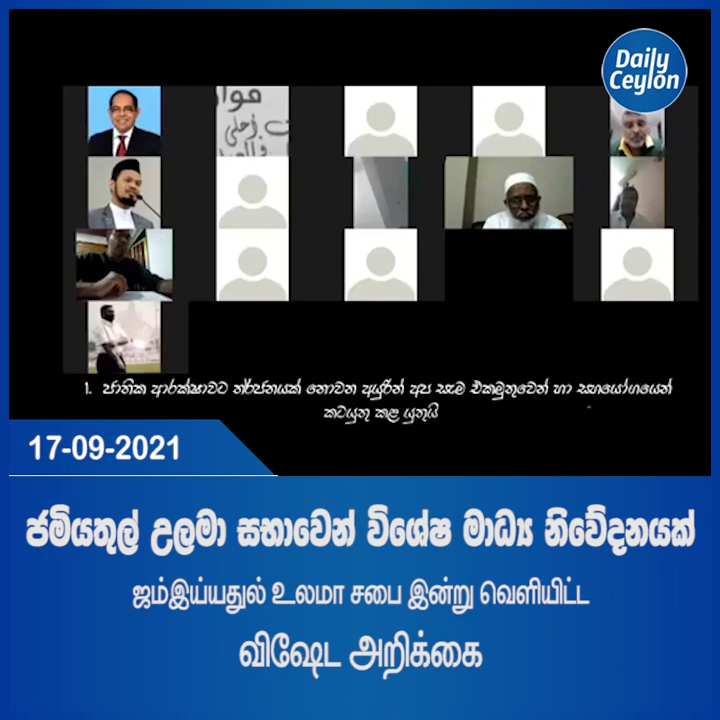 Daily
Ceylon
1. ජාතික ආරක්ෂාවට තර්ජනයක් නොවන අයුරින් අප සැම එකමුතුවෙන් හා සහයෝගයෙන්
කටයුතු කළ යුතුයි
17-09-2021
ජමියතුල් උලමා සභාවෙන් විශේෂ මාධ්‍ය නිවේදනයක්
ஜம்இய்யதுல் உலமா சபை இன்று வெளியிட்ட
விஷேட அறிக்கை